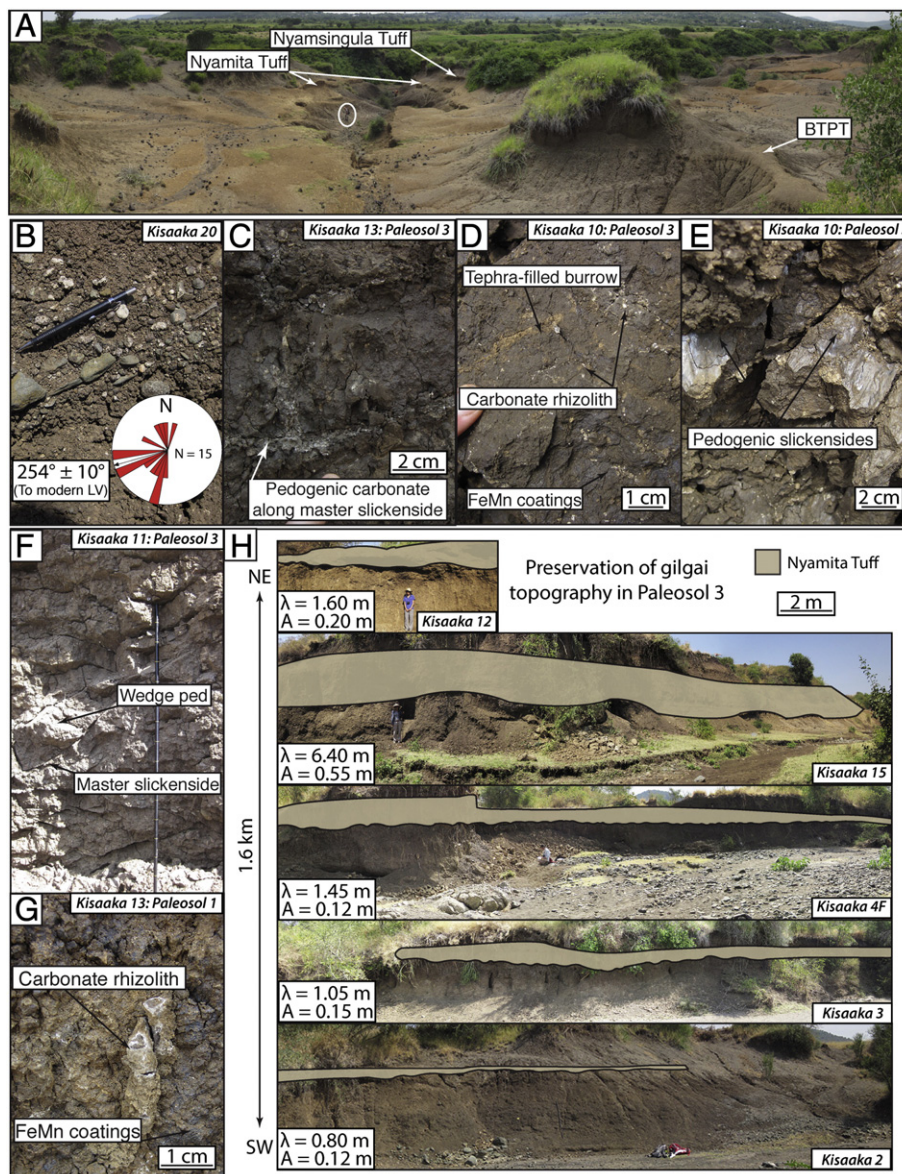 A
Nyamsingula Tuff
Nyamita Tuff
BTPT
B
Kisaaka 20
N
N = 15
254° ± 10°
(To modern LV)
C
Kisaaka 13: Paleosol 3
2 cm
Pedogenic carbonate
along master slickenside
D
Kisaaka 10: Paleosol 3
Tephra-filled burrow
Carbonate rhizolith
FeMn coatings
1 cm
E
Kisaaka 10: Paleosol
Pedogenic slickensides
2 cm
F
Kisaaka 11: Paleosol 3
Wedge ped
Master slickenside
G
Kisaaka 13: Paleosol 1
Carbonate rhizolith
FeMn coatings
1 cm
H
NE
1.6 km
SW
Preservation of gilgai
topography in Paleosol 3
Nyamita Tuff
2 m
λ = 1.60 m
A = 0.20 m
Kisaaka 12
λ = 6.40 m
A = 0.55 m
Kisaaka 15
λ = 1.45 m
A = 0.12 m
Kisaaka 4F
λ = 1.05 m
A = 0.15 m
Kisaaka 3
λ = 0.80 m
A = 0.12 m
Kisaaka 2